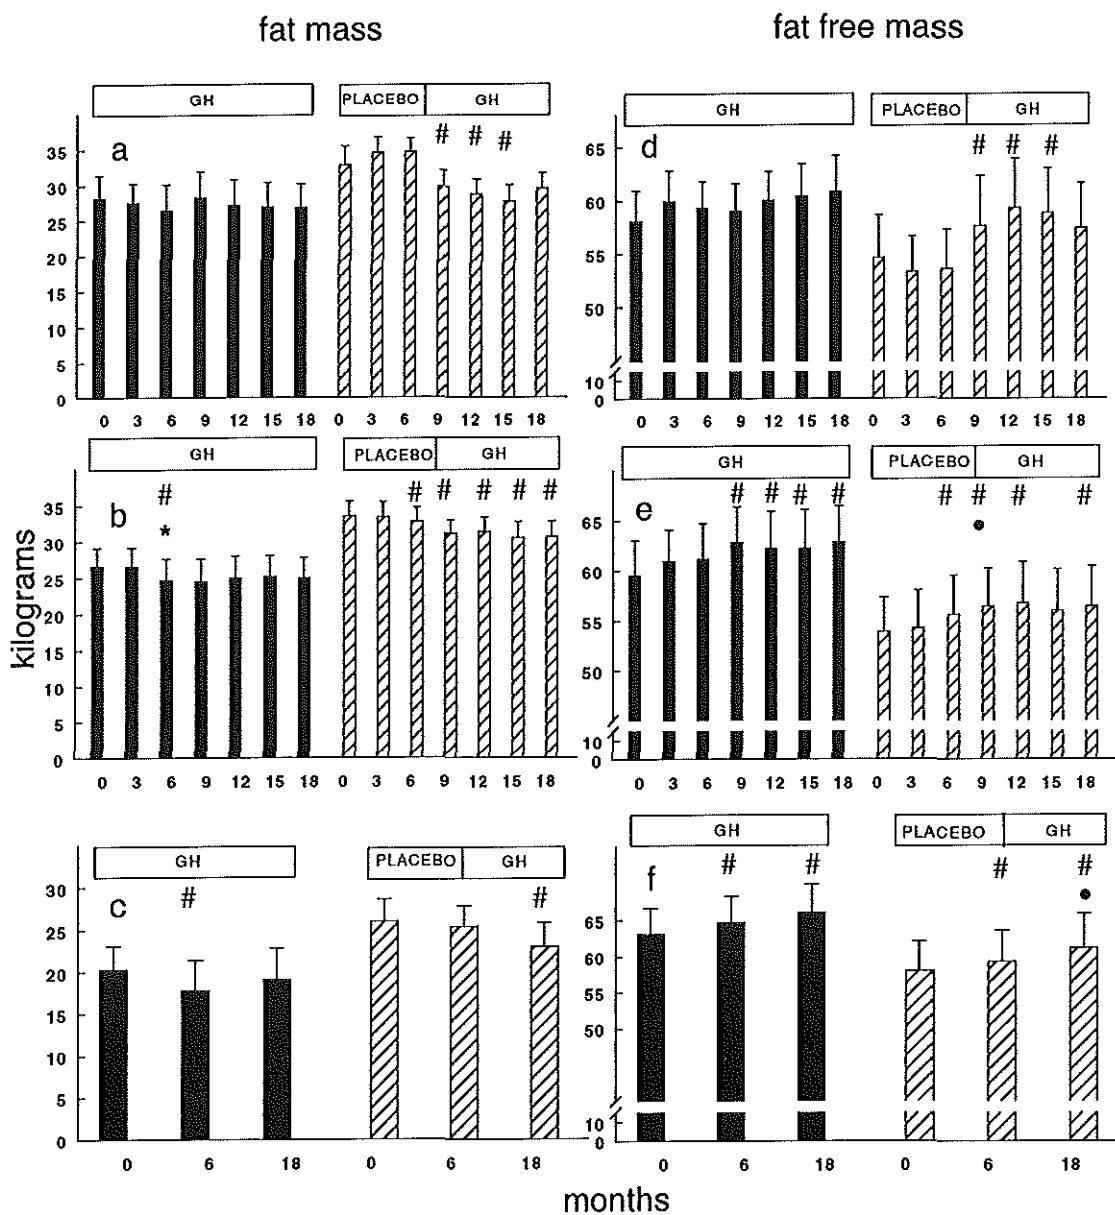 fat mass
fat free mass
GH
PLACEBO GH
GH
PLACEBO GH
a
# # #
d
# # #
35
30
25
20
15
10
5
0
65
60
55
50
10
0
0 3 6 9 12 15 18
0 3 6 9 12 15 18
0 3 6 9 12 15 18
0 3 6 9 12 15 18
GH
PLACEBO GH
GH
PLACEBO GH
b
#
*
# # # # #
e
# # # #
# # # #
•
35
30
25
20
15
10
5
0
65
60
55
50
10
0
kilograms
0 3 6 9 12 15 18
0 3 6 9 12 15 18
0 3 6 9 12 15 18
0 3 6 9 12 15 18
GH
PLACEBO GH
GH
PLACEBO GH
c
#
#
f
# #
# #
•
30
25
20
15
10
5
0
65
60
55
50
10
0
0 6 18
0 6 18
0 6 18
0 6 18
months